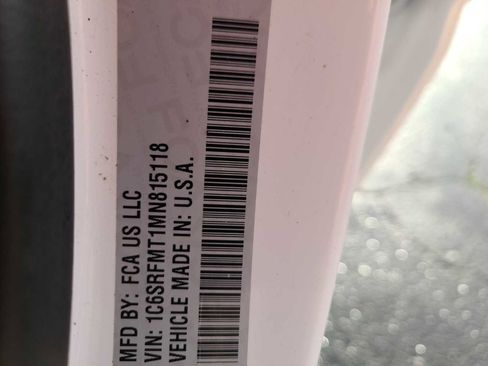 MFD BY: FCA US LLC
VIN: 1C6SRFMT1MN815118
VEHICLE MADE IN: U.S.A.